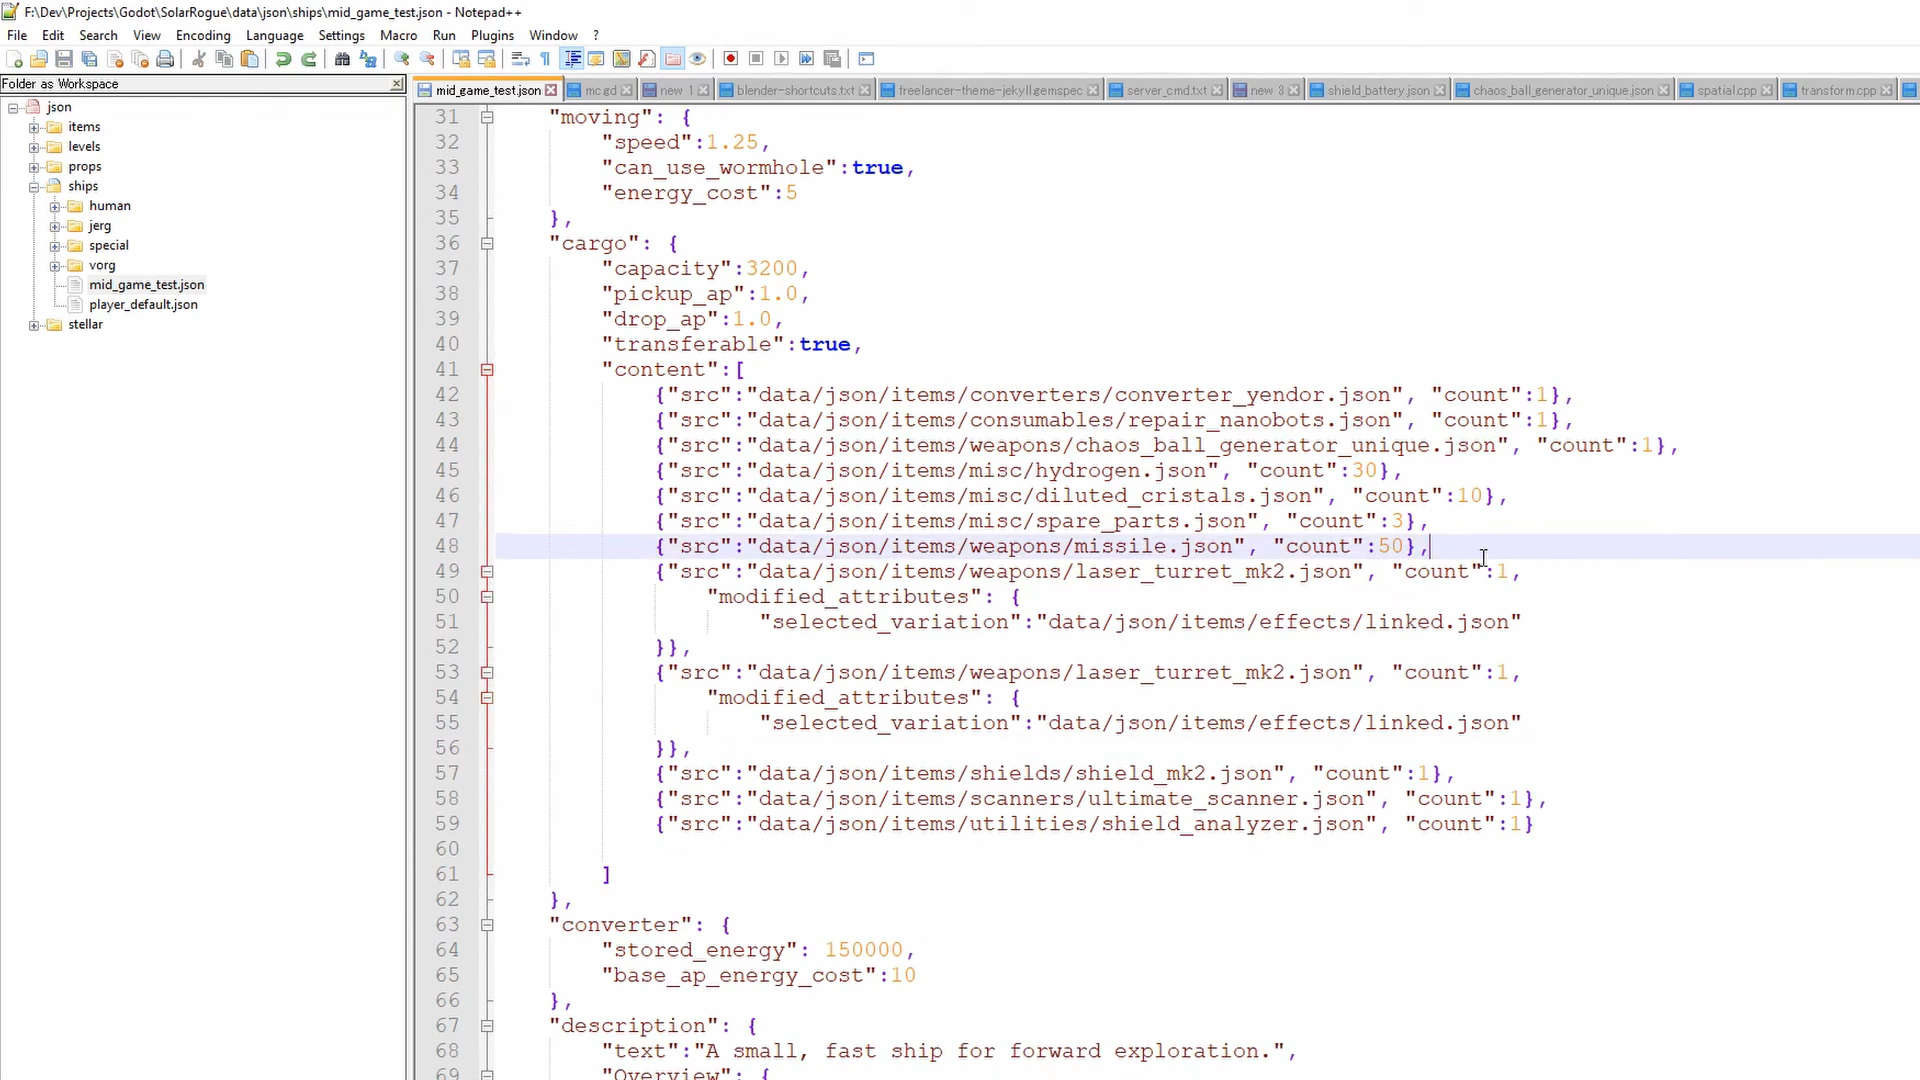 F:\Dev\Projects\Godot\SolarRogue\data\json\ships\mid_game_test.json - Notepad++
File Edit Search View Encoding Language Settings Macro Run Plugins Window ?
Folder as Workspace
mid_game_test.json mc.gd new 1 blender-shortcuts.txt freelancer-theme-jekyll.gemspec server_cmd.txt new 3 shield_battery.json chaos_ball_generator_unique.json spatial.cpp transform.cpp
json
items
levels
props
ships
human
jerg
special
vorg
mid_game_test.json
player_default.json
stellar
31 "moving": {
32 "speed":1.25,
33 "can_use_wormhole":true,
34 "energy_cost":5
35 },
36 "cargo": {
37 "capacity":3200,
38 "pickup_ap":1.0,
39 "drop_ap":1.0,
40 "transferable":true,
41 "content":[
42 {"src":"data/json/items/converters/converter_yendor.json", "count":1},
43 {"src":"data/json/items/consumables/repair_nanobots.json", "count":1},
44 {"src":"data/json/items/weapons/chaos_ball_generator_unique.json", "count":1},
45 {"src":"data/json/items/misc/hydrogen.json", "count":30},
46 {"src":"data/json/items/misc/diluted_cristals.json", "count":10},
47 {"src":"data/json/items/misc/spare_parts.json", "count":3},
48 {"src":"data/json/items/weapons/missile.json", "count":50},
49 {"src":"data/json/items/weapons/laser_turret_mk2.json", "count":1,
50 "modified_attributes": {
51 "selected_variation":"data/json/items/effects/linked.json"
52 }},
53 {"src":"data/json/items/weapons/laser_turret_mk2.json", "count":1,
54 "modified_attributes": {
55 "selected_variation":"data/json/items/effects/linked.json"
56 }},
57 {"src":"data/json/items/shields/shield_mk2.json", "count":1},
58 {"src":"data/json/items/scanners/ultimate_scanner.json", "count":1},
59 {"src":"data/json/items/utilities/shield_analyzer.json", "count":1}
60
61 ]
62 },
63 "converter": {
64 "stored_energy": 150000,
65 "base_ap_energy_cost":10
66 },
67 "description": {
68 "text":"A small, fast ship for forward exploration.",
69 "Overview": {